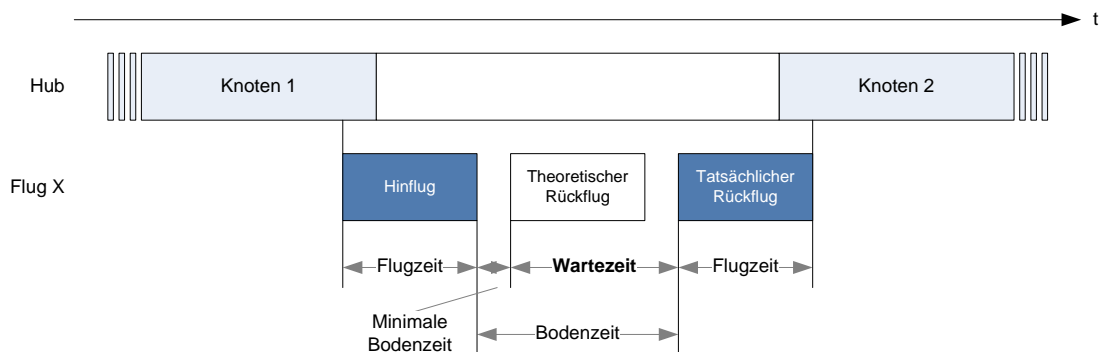 t
Hub
Knoten 1
Knoten 2
Flug X
Hinflug
Theoretischer
Rückflug
Tatsächlicher
Rückflug
Flugzeit
Wartezeit
Flugzeit
Minimale
Bodenzeit
Bodenzeit